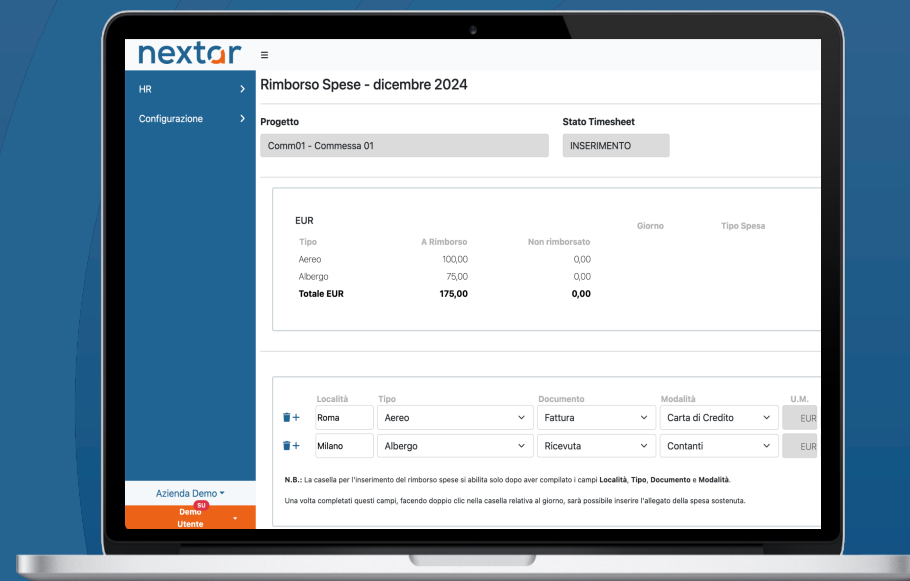 nextar
HR
Configurazione
Azienda Demo
SU
Demo
Utente
Rimborso Spese - dicembre 2024
Progetto Stato Timesheet
Comm01 - Commessa 01 INSERIMENTO
EUR
Giorno Tipo Spesa
Tipo A Rimborso Non rimborsato
Aereo 100,00 0,00
Albergo 75,00 0,00
Totale EUR 175,00 0,00
Località Tipo Documento Modalità U.M.
Roma Aereo Fattura Carta di Credito EUR
Milano Albergo Ricevuta Contanti EUR
N.B.: La casella per l'inserimento del rimborso spese si abilita solo dopo aver compilato i campi Località, Tipo, Documento e Modalità.
Una volta completati questi campi, facendo doppio clic nella casella relativa al giorno, sarà possibile inserire l'allegato della spesa sostenuta.